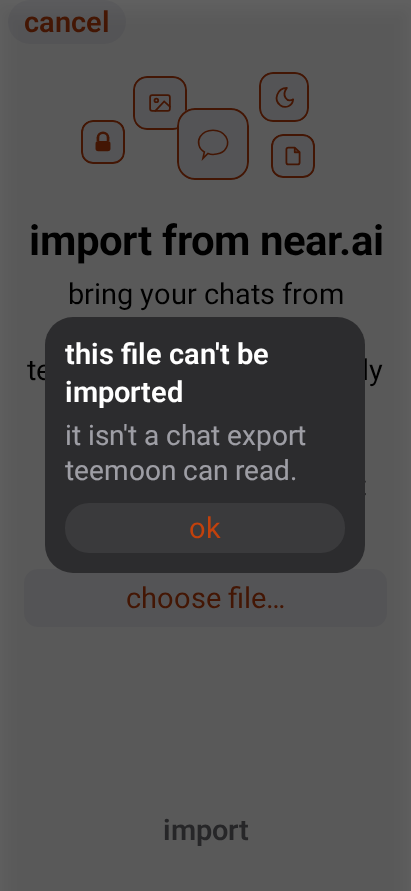 cancel
import from near.ai
bring your chats from
this file can't be
imported
it isn't a chat export
teemoon can read.
ok
choose file…
import